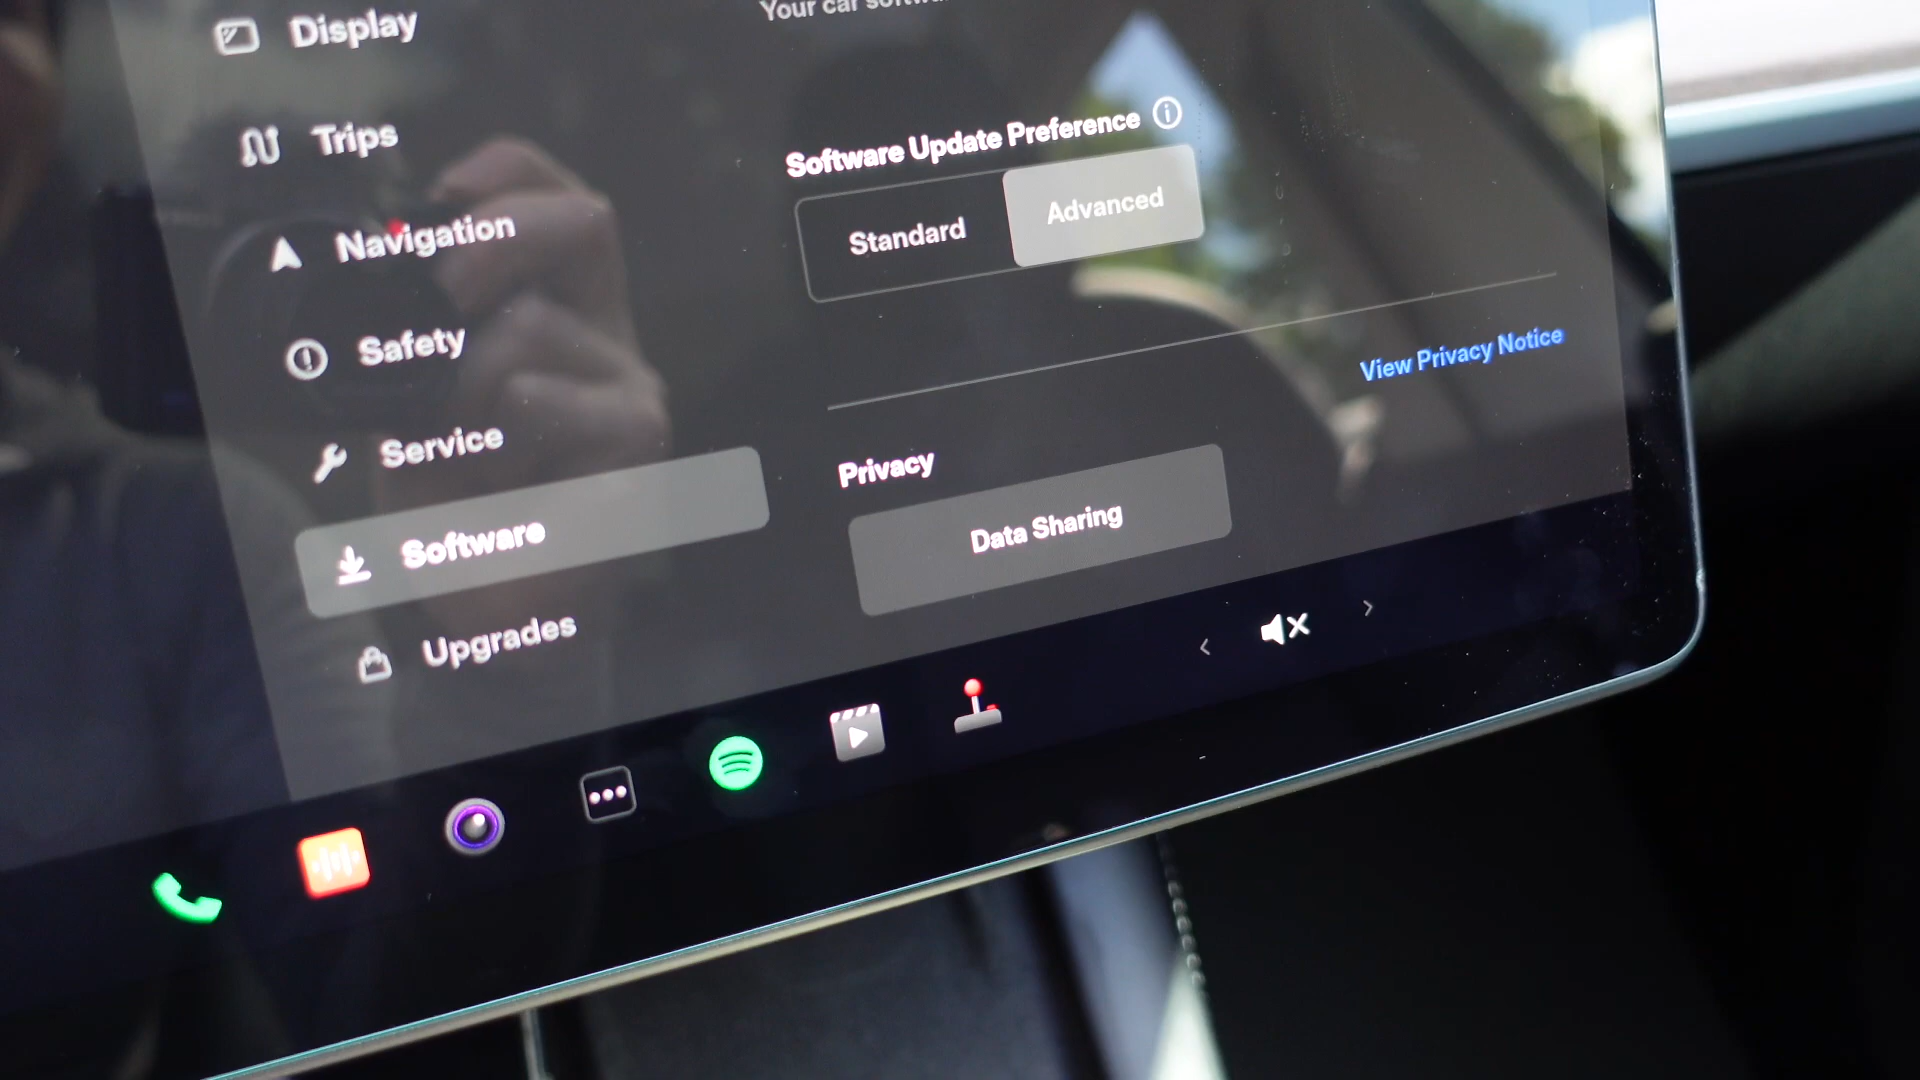 Display
Trips
Navigation
Safety
Service
Software
Upgrades
Your car
Software Update Preference
Standard
Advanced
View Privacy Notice
Privacy
Data Sharing